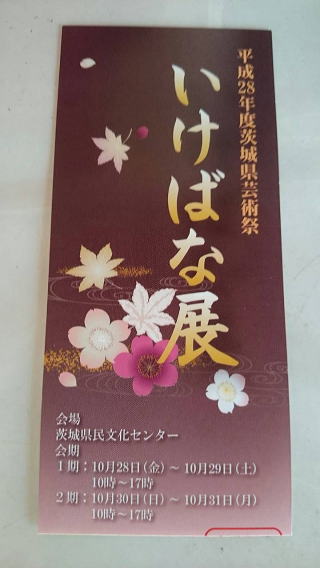 平成28年度茨城県芸術祭
いけばな展
会場
茨城県民文化センター
会期
1期：10月28日(金)～10月29日(土)
10時～17時
2期：10月30日(日)～10月31日(月)
10時～17時